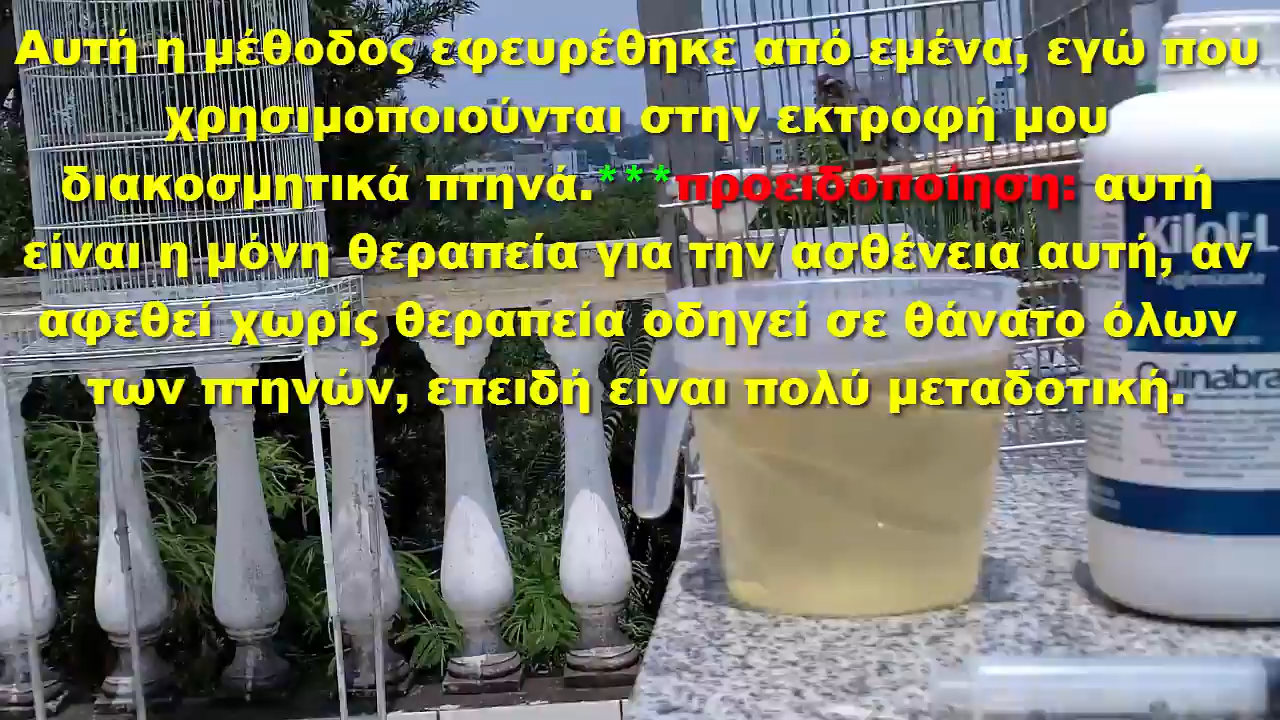 Αυτή η μέθοδος εφευρέθηκε από εμένα, εγώ που
χρησιμοποιούνται στην εκτροφή μου
διακοσμητικά πτηνά.***προειδοποίηση: αυτή
είναι η μόνη θεραπεία για την ασθένεια αυτή, αν
αφεθεί χωρίς θεραπεία οδηγεί σε θάνατο όλων
των πτηνών, επειδή είναι πολύ μεταδοτική.
Kilol-L
Quinabra